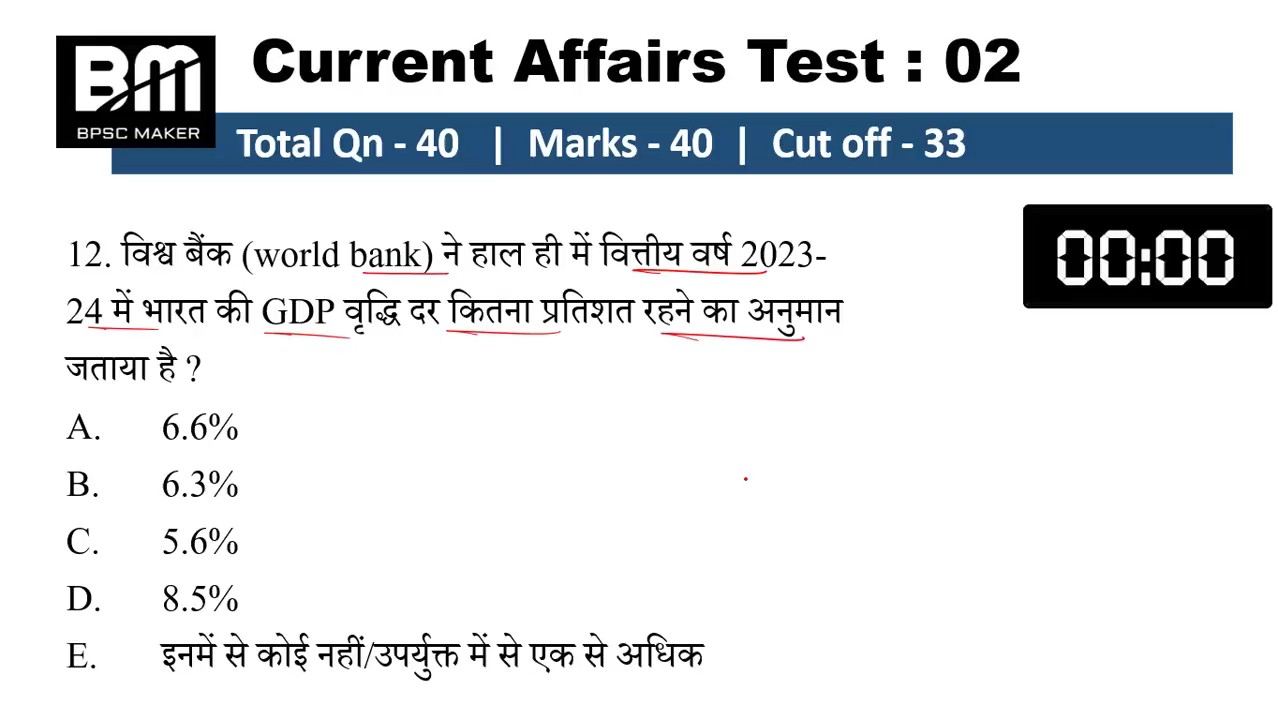 BM
BPSC MAKER
Current Affairs Test : 02
Total Qn - 40 | Marks - 40 | Cut off - 33
00:00
12. विश्व बैंक (world bank) ने हाल ही में वित्तीय वर्ष 2023-
24 में भारत की GDP वृद्धि दर कितना प्रतिशत रहने का अनुमान
जताया है ?
A. 6.6%
B. 6.3%
C. 5.6%
D. 8.5%
E. इनमें से कोई नहीं/उपर्युक्त में से एक से अधिक